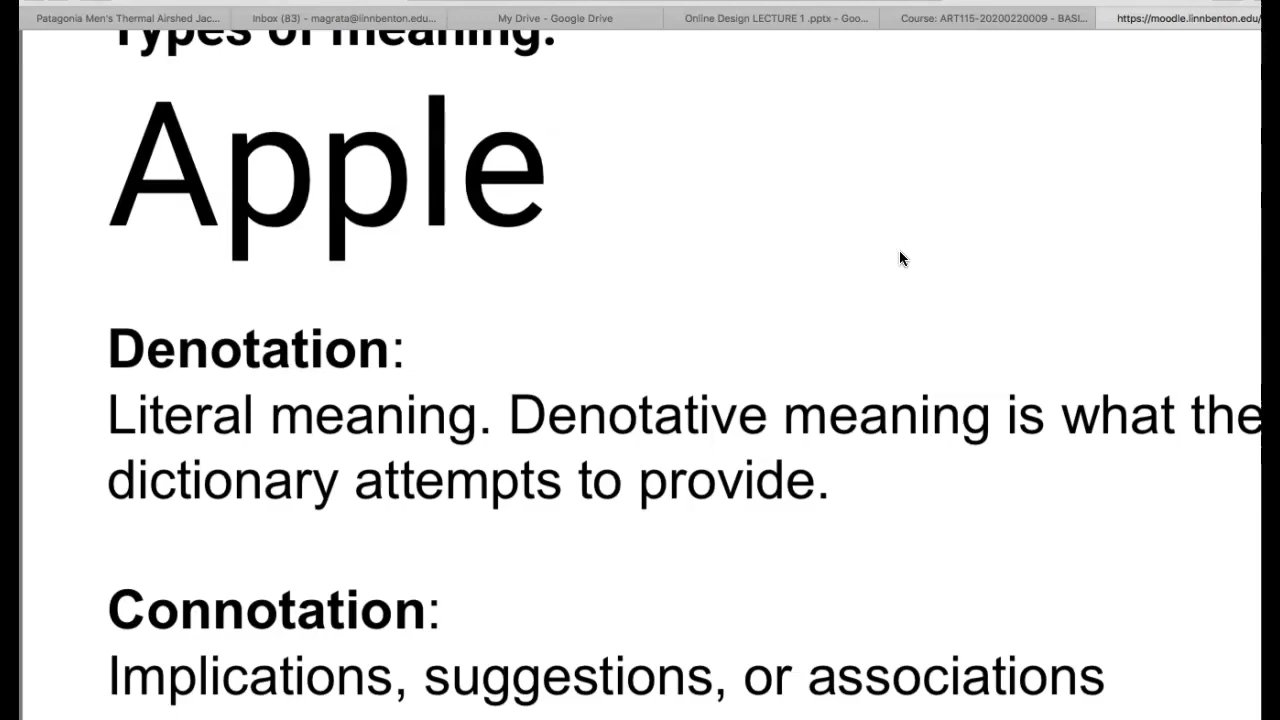 Patagonia Men's Thermal Airshed Jac...
Inbox (83) - magrata@linnbenton.edu...
My Drive - Google Drive
Online Design LECTURE 1 .pptx - Goo...
Course: ART115-20200220009 - BASI...
https://moodle.linnbenton.edu/
Types of meaning:
Apple
Denotation:
Literal meaning. Denotative meaning is what the
dictionary attempts to provide.
Connotation:
Implications, suggestions, or associations